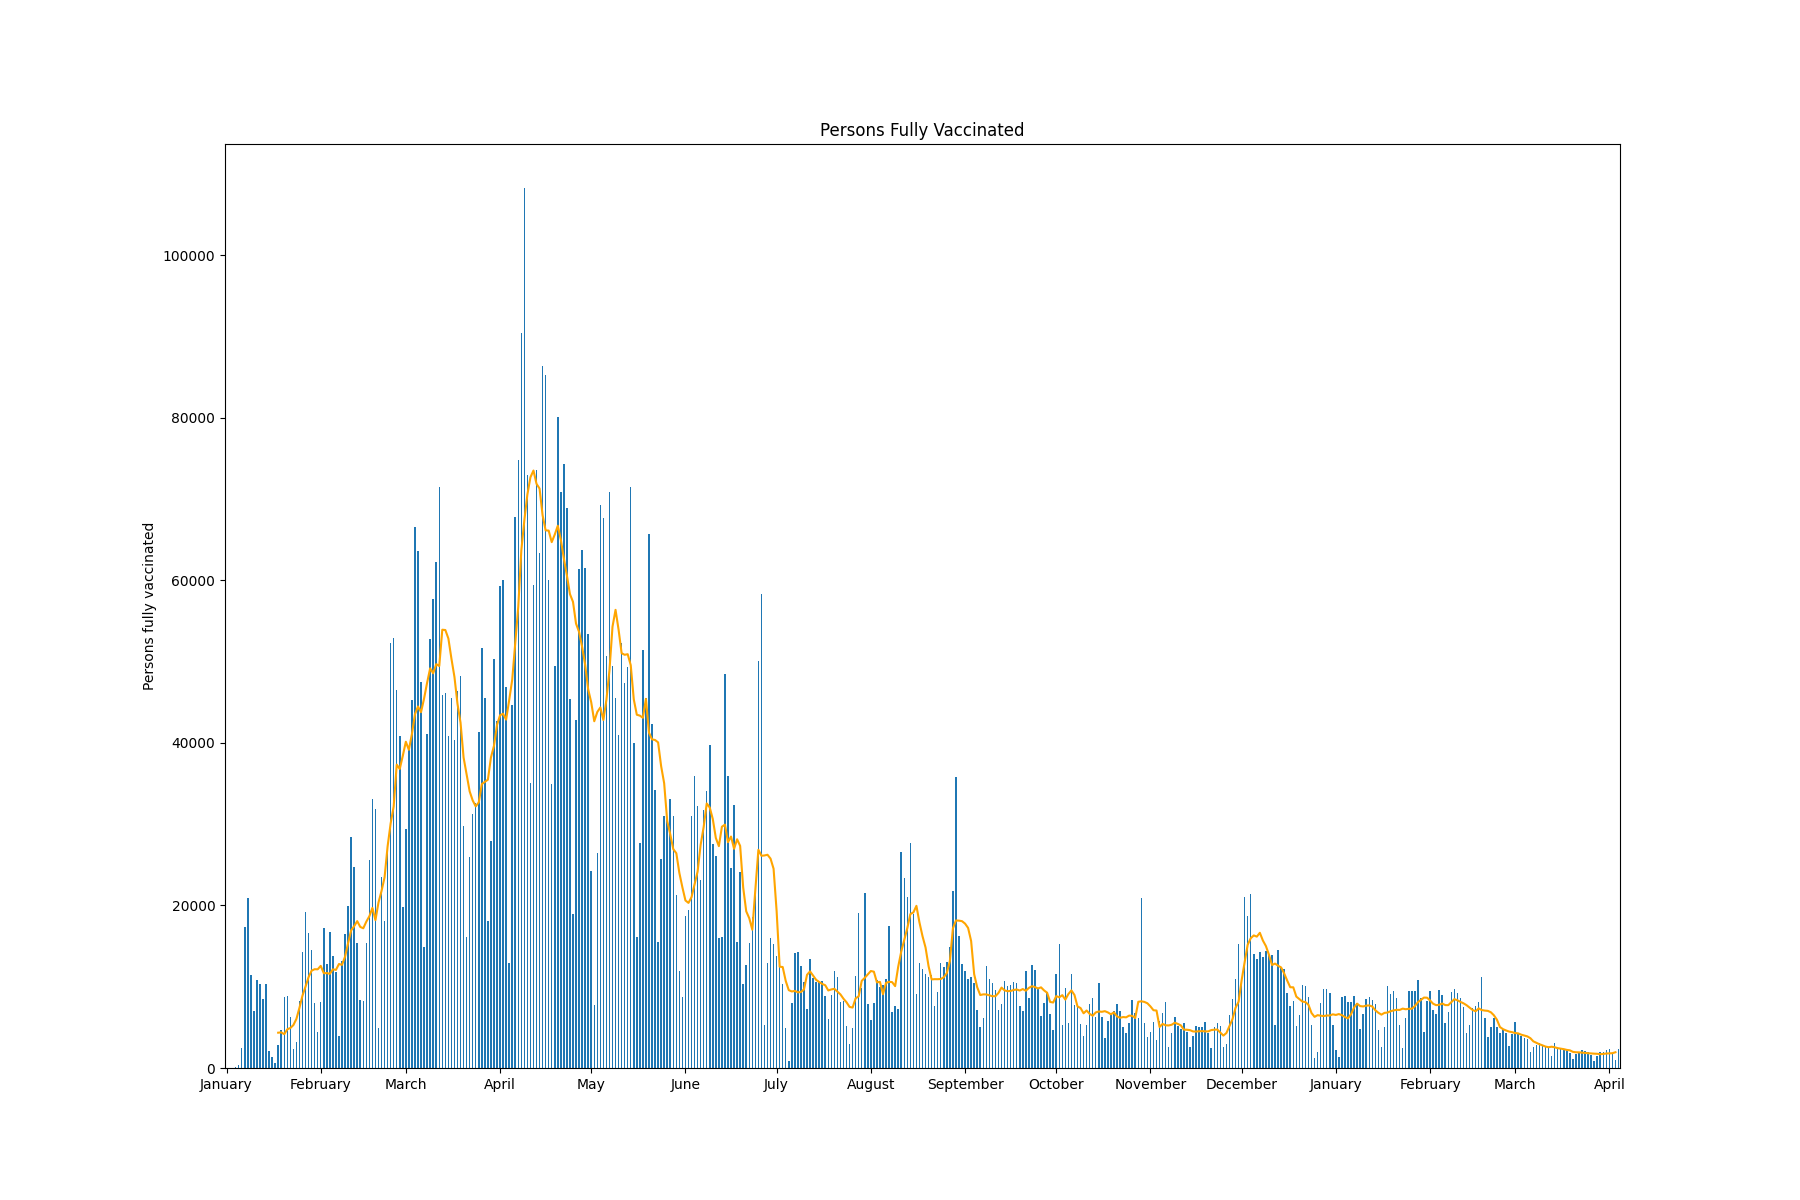 Persons Fully Vaccinated
Persons fully vaccinated
100000
80000
60000
40000
20000
0
January February March April May June July August September October November December January February March April